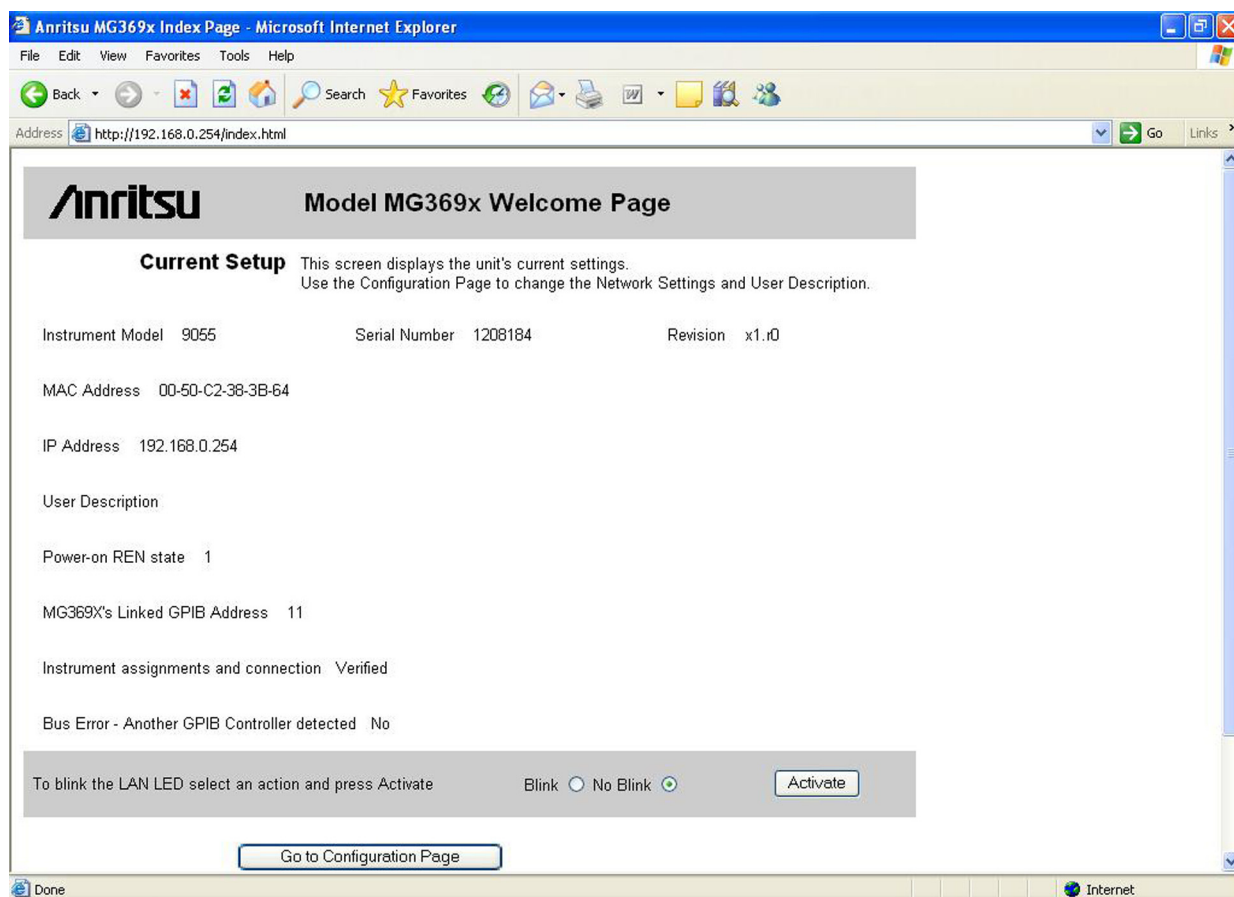 Anritsu MG369x Index Page - Microsoft Internet Explorer
File Edit View Favorites Tools Help
Back Search Favorites W
Address http://192.168.0.254/index.html Go Links
Anritsu Model MG369x Welcome Page
Current Setup This screen displays the unit's current settings.
Use the Configuration Page to change the Network Settings and User Description.
Instrument Model 9055 Serial Number 1208184 Revision x1.r0
MAC Address 00-50-C2-38-3B-64
IP Address 192.168.0.254
User Description
Power-on REN state 1
MG369X's Linked GPIB Address 11
Instrument assignments and connection Verified
Bus Error - Another GPIB Controller detected No
To blink the LAN LED select an action and press Activate Blink No Blink Activate
Go to Configuration Page
Done Internet